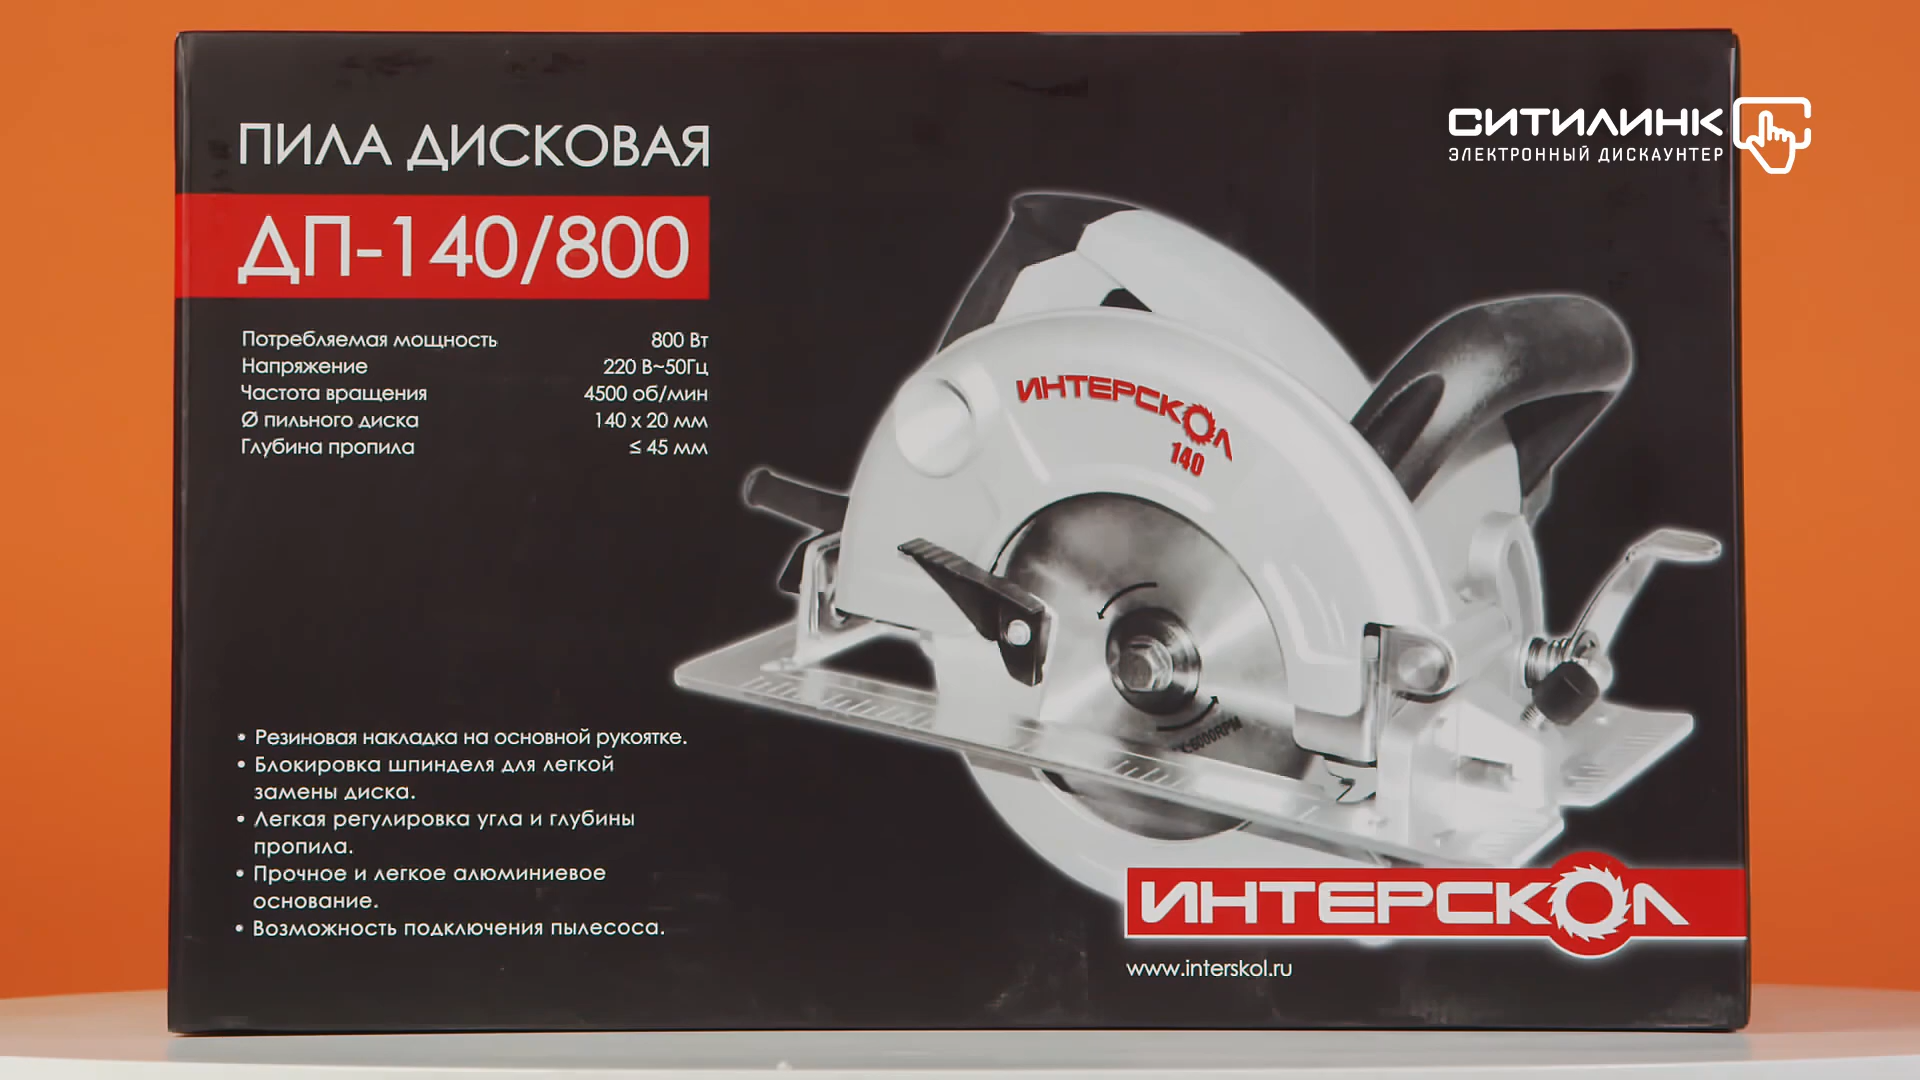 СИТИЛИНК
ЭЛЕКТРОННЫЙ ДИСКАУНТЕР
ПИЛА ДИСКОВАЯ
ДП-140/800
Потребляемая мощность 800 Вт
Напряжение 220 В~50Гц
Частота вращения 4500 об/мин
Ø пильного диска 140 x 20 мм
Глубина пропила ≤ 45 мм
ИНТЕРСКОЛ
140
6000RPM
• Резиновая накладка на основной рукоятке.
• Блокировка шпинделя для легкой
замены диска.
• Легкая регулировка угла и глубины
пропила.
• Прочное и легкое алюминиевое
основание.
• Возможность подключения пылесоса.
ИНТЕРСКОЛ
www.interskol.ru